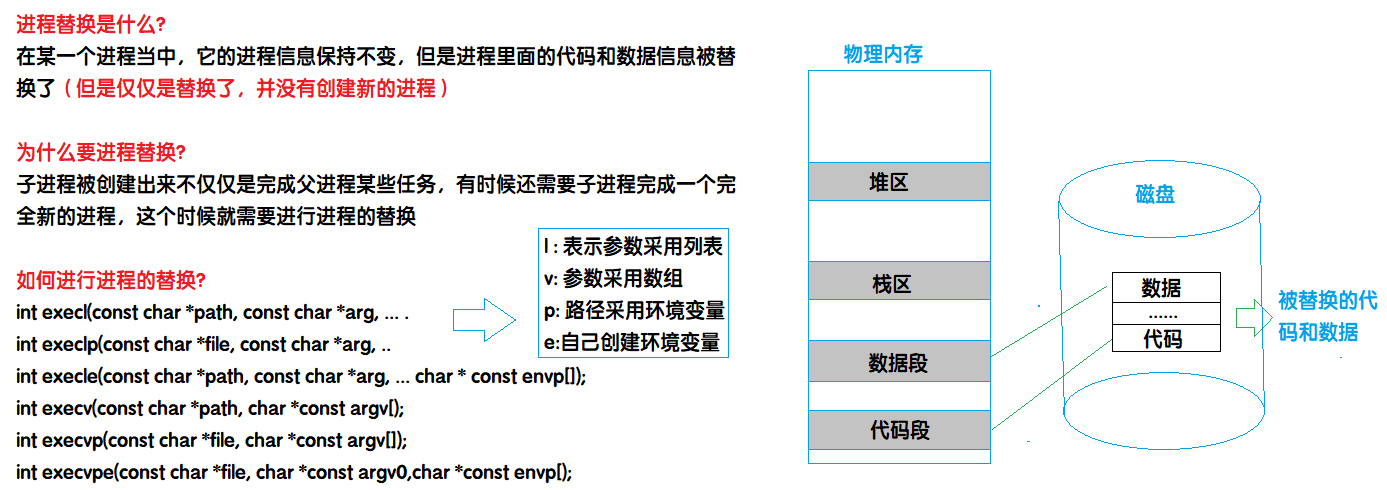 进程替换是什么?
在某一个进程当中，它的进程信息保持不变，但是进程里面的代码和数据信息被替
换了（但是仅仅是替换了，并没有创建新的进程）
为什么要进程替换?
子进程被创建出来不仅仅是完成父进程某些任务，有时候还需要子进程完成一个完
全新的进程，这个时候就需要进行进程的替换
如何进行进程的替换?
int execl(const char *path, const char *arg, ... .
int execlp(const char *file, const char *arg, ..
int execle(const char *path, const char *arg, ... char * const envp[]);
int execv(const char *path, char *const argv[);
int execvp(const char *file, char *const argv[]);
int execvpe(const char *file, char *const argv0,char *const envp[);
l : 表示参数采用列表
v: 参数采用数组
p: 路径采用环境变量
e:自己创建环境变量
物理内存
堆区
栈区
数据段
代码段
磁盘
数据
......
代码
被替换的代
码和数据